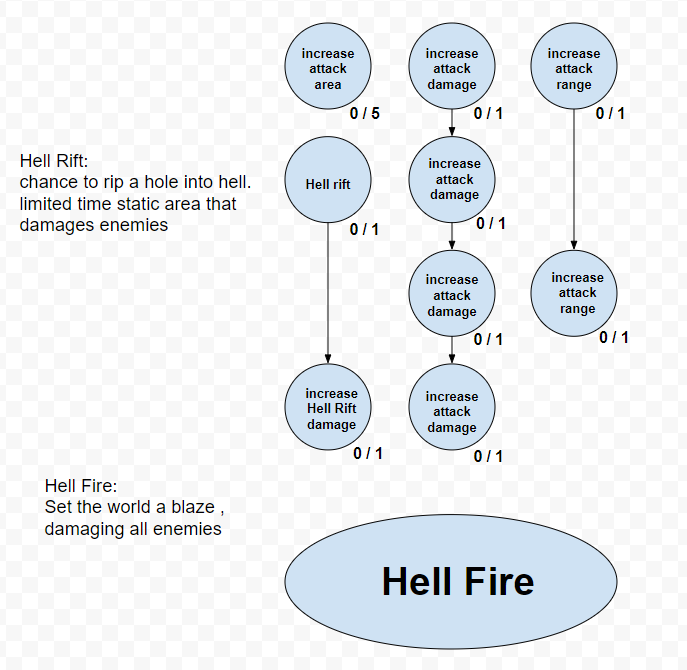 increase
attack
area
0 / 5
increase
attack
damage
0 / 1
increase
attack
range
0 / 1
Hell Rift:
chance to rip a hole into hell.
limited time static area that
damages enemies
Hell rift
0 / 1
increase
attack
damage
0 / 1
increase
attack
damage
0 / 1
increase
attack
range
0 / 1
increase
Hell Rift
damage
0 / 1
increase
attack
damage
0 / 1
Hell Fire:
Set the world a blaze ,
damaging all enemies
Hell Fire